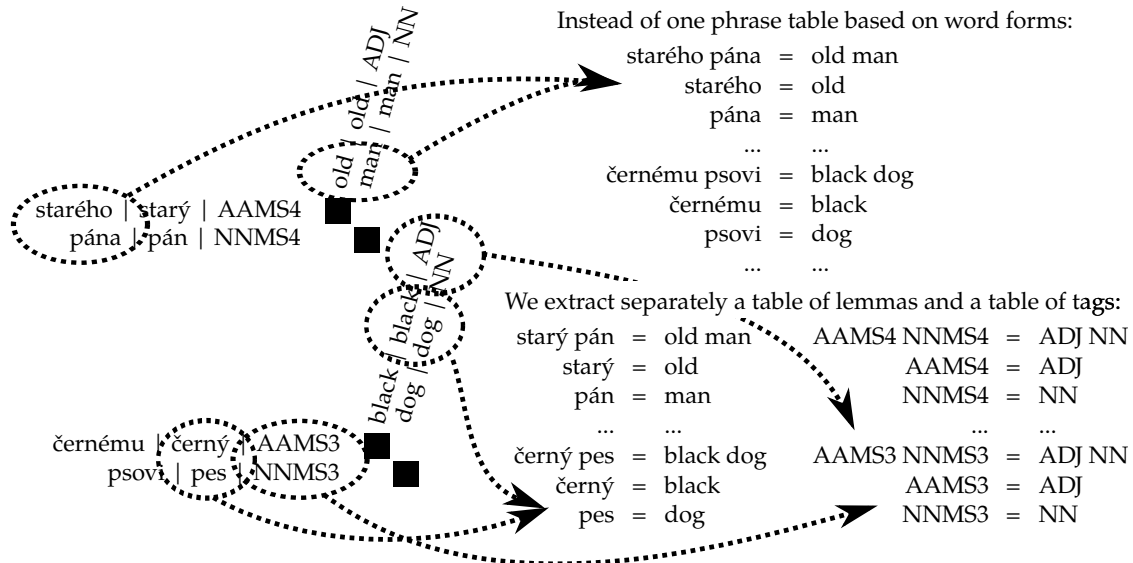 Instead of one phrase table based on word forms:
starého pána = old man
starého = old
pána = man
... ...
černému psovi = black dog
černému = black
psovi = dog
... ...
old | old | ADJ
man | man | NN
starého | starý | AAMS4
pána | pán | NNMS4
black | black | ADJ
dog | dog | NN
černému | černý | AAMS3
psovi | pes | NNMS3
We extract separately a table of lemmas and a table of tags:
starý pán = old man AAMS4 NNMS4 = ADJ NN
starý = old AAMS4 = ADJ
pán = man NNMS4 = NN
... ... ... ...
černý pes = black dog AAMS3 NNMS3 = ADJ NN
černý = black AAMS3 = ADJ
pes = dog NNMS3 = NN